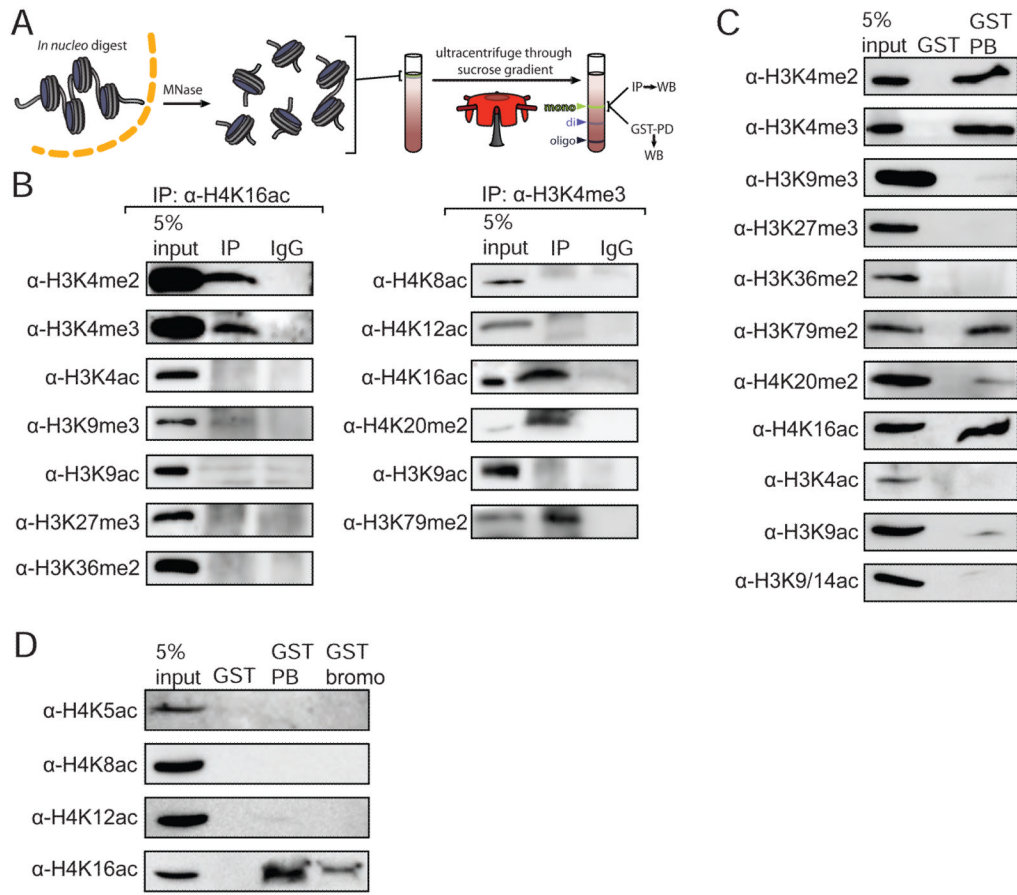 A
In nucleo digest
MNase
ultracentrifuge through
sucrose gradient
mono
di
oligo
IP
WB
GST-PD
WB
B
IP: α-H4K16ac
5%
input IP IgG
α-H3K4me2
α-H3K4me3
α-H3K4ac
α-H3K9me3
α-H3K9ac
α-H3K27me3
α-H3K36me2
IP: α-H3K4me3
5%
input IP IgG
α-H4K8ac
α-H4K12ac
α-H4K16ac
α-H4K20me2
α-H3K9ac
α-H3K79me2
C
5% GST
input GST PB
α-H3K4me2
α-H3K4me3
α-H3K9me3
α-H3K27me3
α-H3K36me2
α-H3K79me2
α-H4K20me2
α-H4K16ac
α-H3K4ac
α-H3K9ac
α-H3K9/14ac
D
5% GST GST
input GST PB bromo
α-H4K5ac
α-H4K8ac
α-H4K12ac
α-H4K16ac